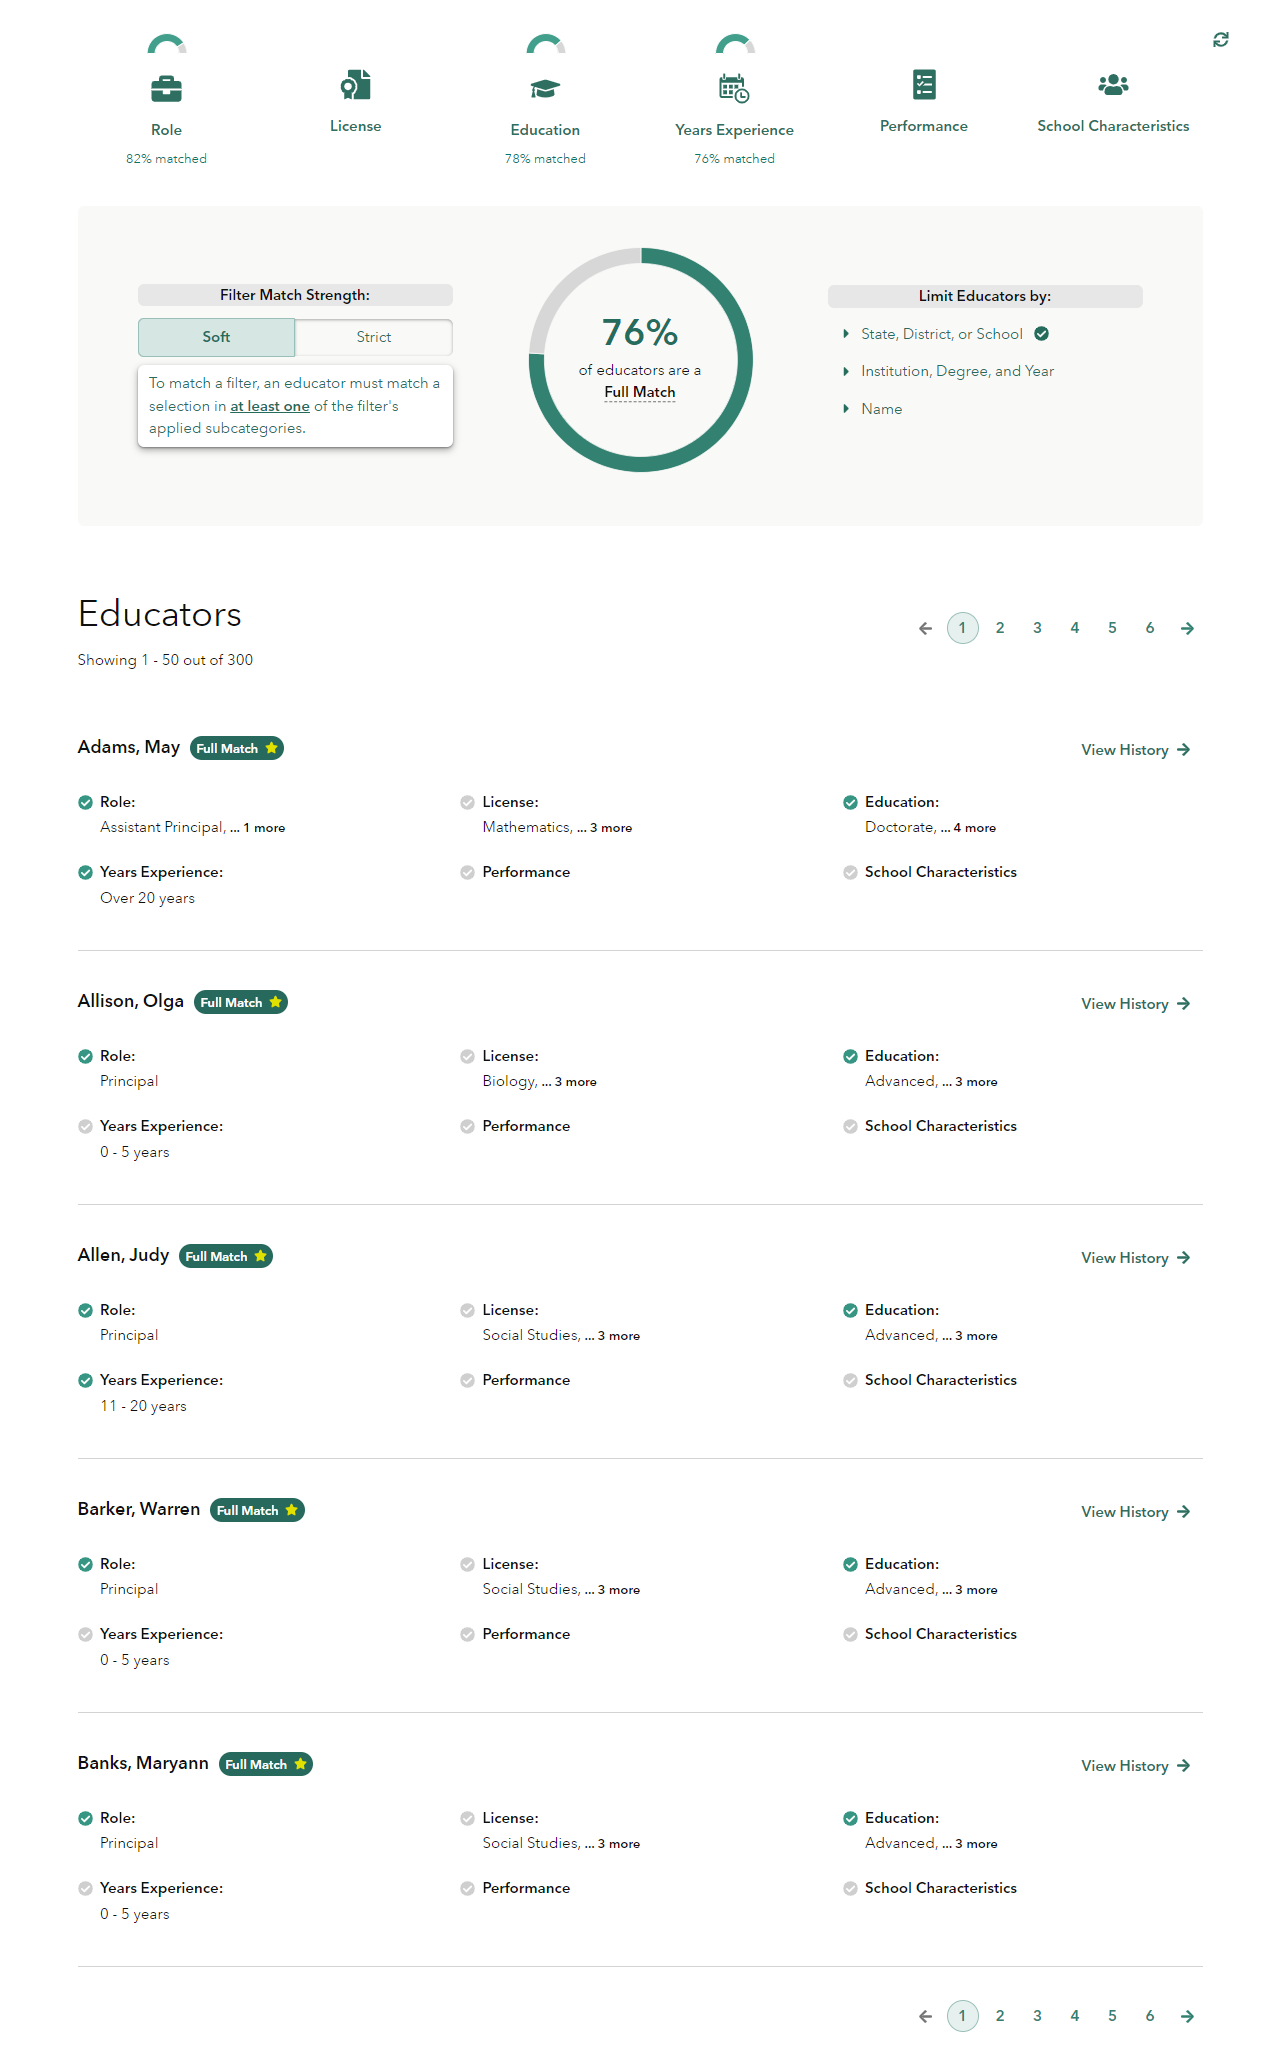 Role
82% matched
License
Education
78% matched
Years Experience
76% matched
Performance
School Characteristics
Filter Match Strength:
Soft
Strict
To match a filter, an educator must match a
selection in at least one of the filter's
applied subcategories.
76%
of educators are a
Full Match
Limit Educators by:
State, District, or School
Institution, Degree, and Year
Name
Educators
Showing 1 - 50 out of 300
1 2 3 4 5 6
Adams, May Full Match
View History
Role:
Assistant Principal, ... 1 more
License:
Mathematics, ... 3 more
Education:
Doctorate, ... 4 more
Years Experience:
Over 20 years
Performance
School Characteristics
Allison, Olga Full Match
View History
Role:
Principal
License:
Biology, ... 3 more
Education:
Advanced, ... 3 more
Years Experience:
0 - 5 years
Performance
School Characteristics
Allen, Judy Full Match
View History
Role:
Principal
License:
Social Studies, ... 3 more
Education:
Advanced, ... 3 more
Years Experience:
11 - 20 years
Performance
School Characteristics
Barker, Warren Full Match
View History
Role:
Principal
License:
Social Studies, ... 3 more
Education:
Advanced, ... 3 more
Years Experience:
0 - 5 years
Performance
School Characteristics
Banks, Maryann Full Match
View History
Role:
Principal
License:
Social Studies, ... 3 more
Education:
Advanced, ... 3 more
Years Experience:
0 - 5 years
Performance
School Characteristics
1 2 3 4 5 6